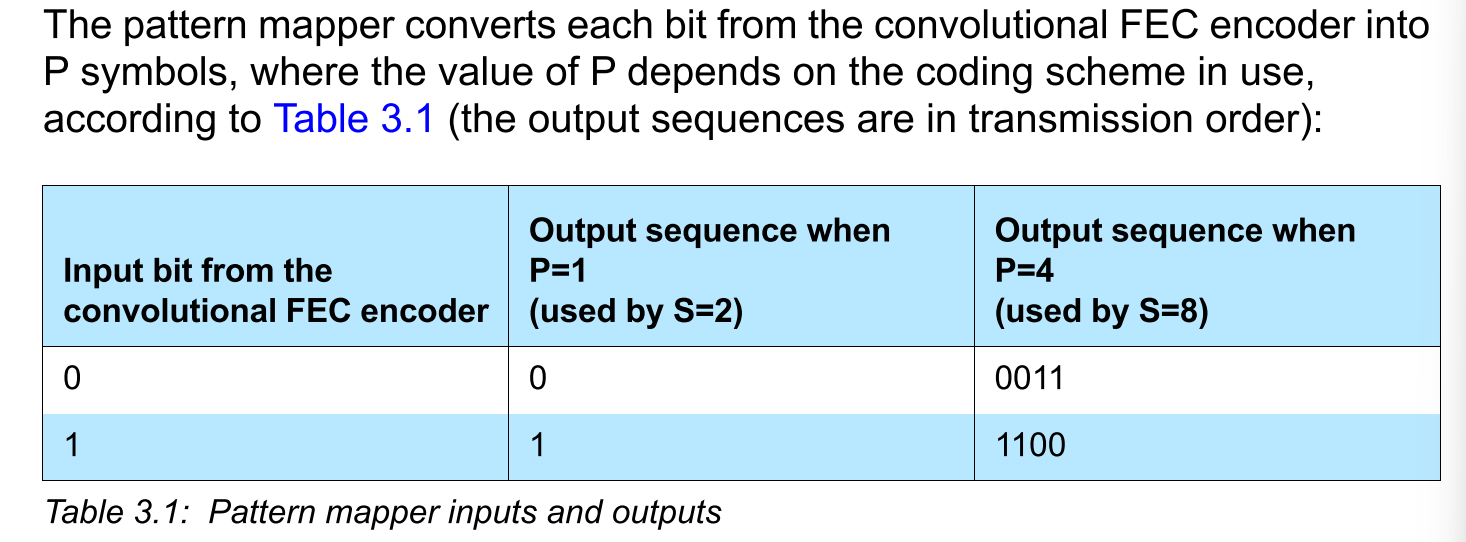 The pattern mapper converts each bit from the convolutional FEC encoder into
P symbols, where the value of P depends on the coding scheme in use,
according to Table 3.1 (the output sequences are in transmission order):
Input bit from the
convolutional FEC encoder
Output sequence when
P=1
(used by S=2)
Output sequence when
P=4
(used by S=8)
0
0
0011
1
1
1100
Table 3.1:  Pattern mapper inputs and outputs